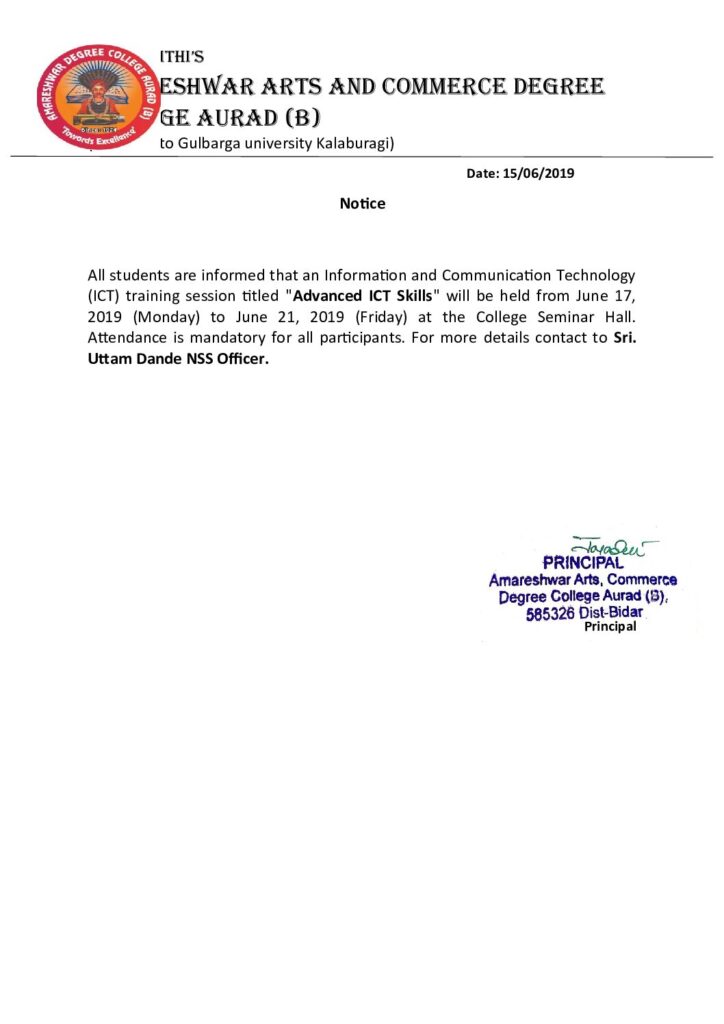 AMARESHWAR DEGREE COLLEGE AURAD (B)
"Towards Excellence"
ITHI'S
ESHWAR ARTS AND COMMERCE DEGREE
GE AURAD (B)
to Gulbarga university Kalaburagi)
Date: 15/06/2019
Notice
All students are informed that an Information and Communication Technology
(ICT) training session titled "Advanced ICT Skills" will be held from June 17,
2019 (Monday) to June 21, 2019 (Friday) at the College Seminar Hall.
Attendance is mandatory for all participants. For more details contact to Sri.
Uttam Dande NSS Officer.
PRINCIPAL
Amareshwar Arts, Commerce
Degree College Aurad (B),
585326 Dist-Bidar
Principal